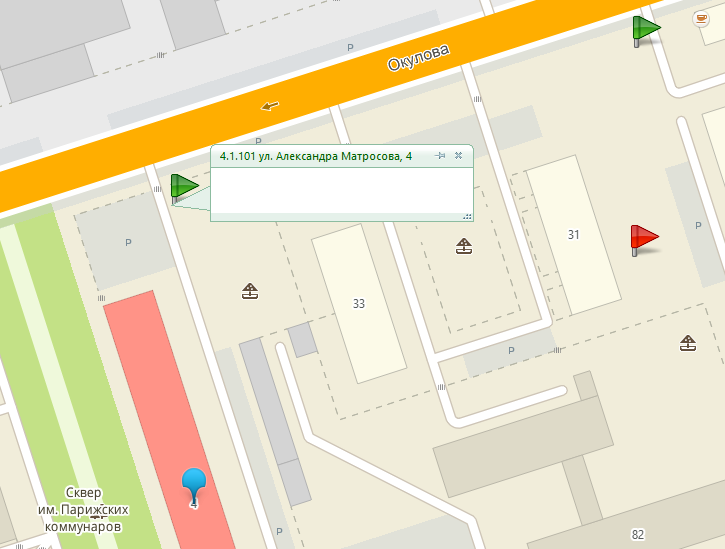 P
Окулова
P
4.1.101 ул. Александра Матросова, 4
P
31
P
33
P
4
Сквер
им. Парижских
коммунаров
P
82